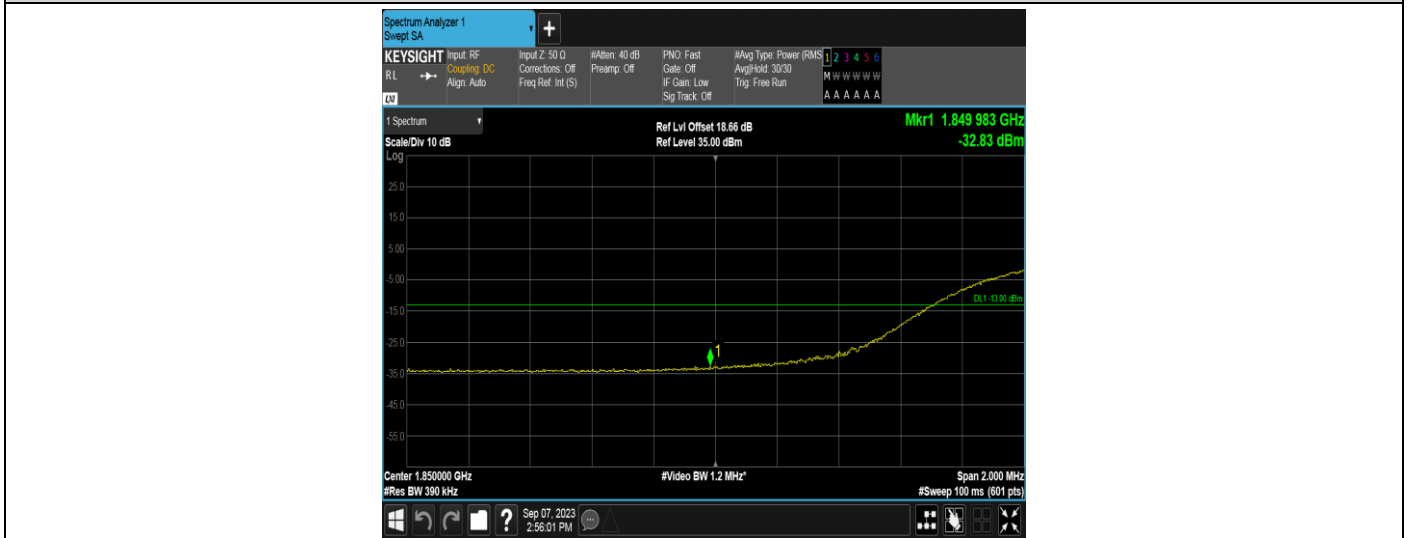 Spectrum Analyzer 1
Swept SA
+
KEYSIGHT
RL
Input: RF
Coupling: DC
Align: Auto
Input Z: 50 Ω
Corrections: Off
Freq Ref: Int (S)
#Atten: 40 dB
Preamp: Off
PNO: Fast
Gate: Off
IF Gain: Low
Sig Track: Off
#Avg Type: Power (RMS
Avg|Hold: 30/30
Trig: Free Run
1 2 3 4 5 6
M W W W W W
A A A A A A
1 Spectrum
Scale/Div 10 dB
Ref Lvl Offset 18.66 dB
Ref Level 35.00 dBm
Mkr1 1.849 983 GHz
-32.83 dBm
Log
25.0
15.0
5.00
-5.00
DL1 -13.00 dBm
-15.0
-25.0
1
-35.0
-45.0
-55.0
Center 1.850000 GHz
#Res BW 390 kHz
#Video BW 1.2 MHz*
Span 2.000 MHz
#Sweep 100 ms (601 pts)
?
Sep 07, 2023
2:56:01 PM